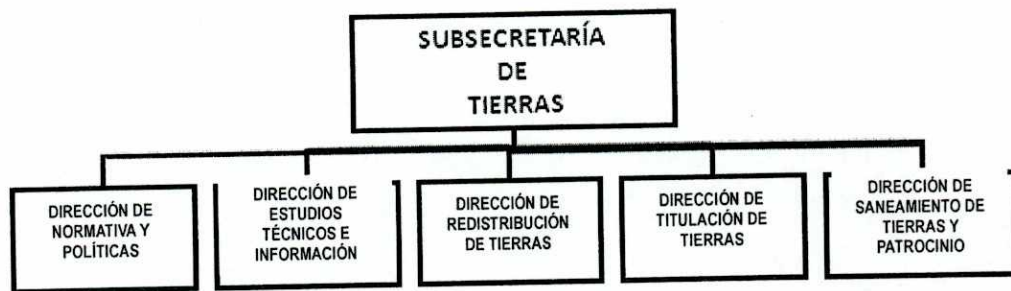 SUBSECRETARÍA
DE
TIERRAS
DIRECCIÓN DE
NORMATIVA Y
POLÍTICAS
DIRECCIÓN DE
ESTUDIOS
TÉCNICOS E
INFORMACIÓN
DIRECCIÓN DE
REDISTRIBUCIÓN
DE TIERRAS
DIRECCIÓN DE
TITULACIÓN DE
TIERRAS
DIRECCIÓN DE
SANEAMIENTO DE
TIERRAS Y
PATROCINIO